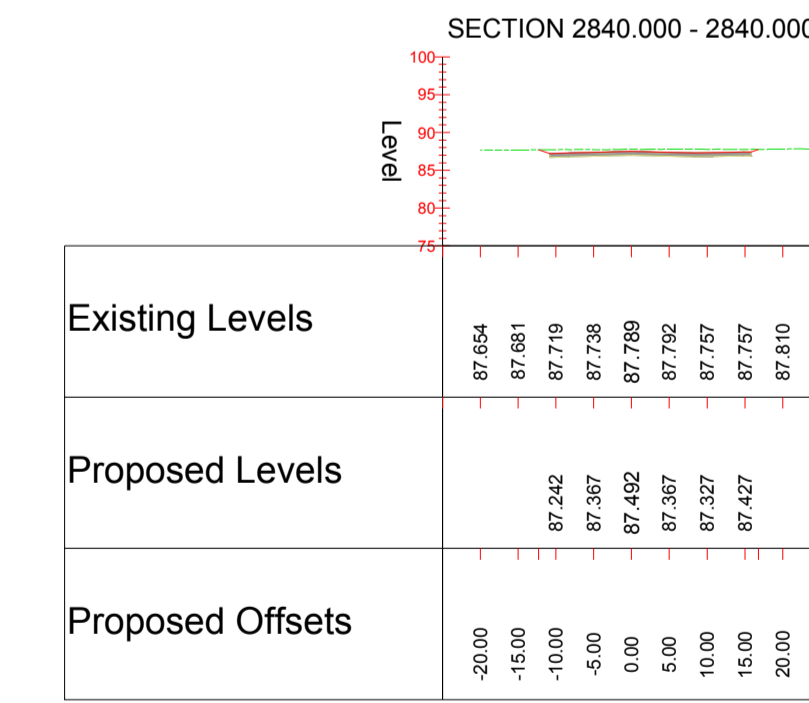 SECTION 2840.000 - 2840.000
100
95
90
85
80
75
Level
Existing Levels
87.654 87.681 87.719 87.738 87.789 87.792 87.757 87.757 87.810
Proposed Levels
87.242 87.367 87.492 87.367 87.327 87.427
Proposed Offsets
-20.00 -15.00 -10.00 -5.00 0.00 5.00 10.00 15.00 20.00